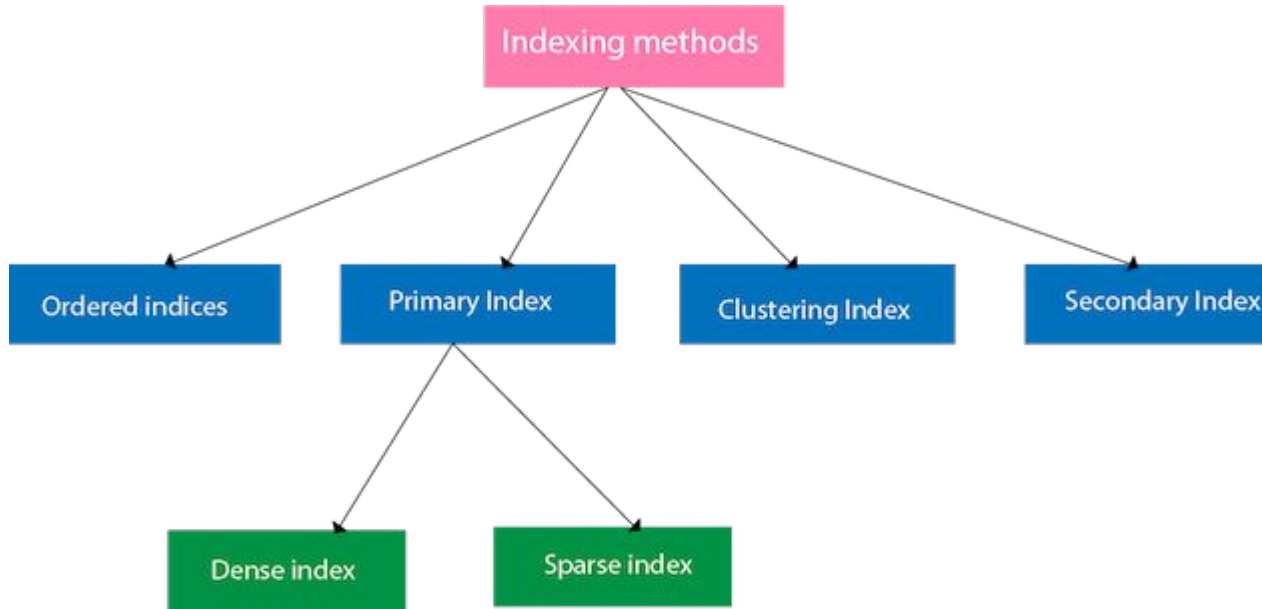 Indexing methods
Ordered indices
Primary Index
Clustering Index
Secondary Index
Dense index
Sparse index